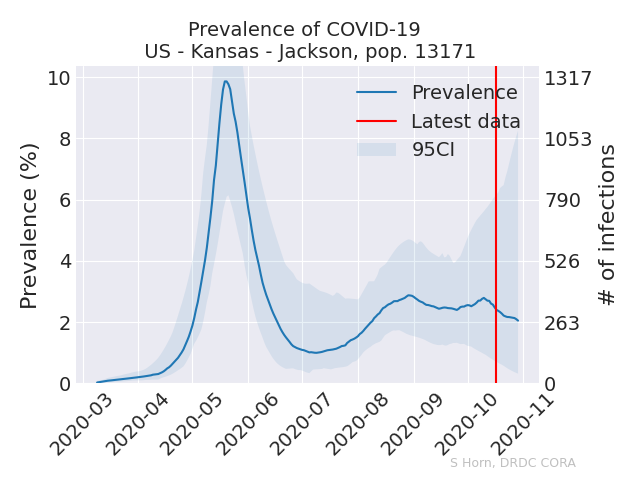 Prevalence of COVID-19
US - Kansas - Jackson, pop. 13171
Prevalence (%)
10
8
6
4
2
0
Prevalence
Latest data
95CI
1317
1053
790
526
263
0
# of infections
2020-03
2020-04
2020-05
2020-06
2020-07
2020-08
2020-09
2020-10
2020-11
S Horn, DRDC CORA